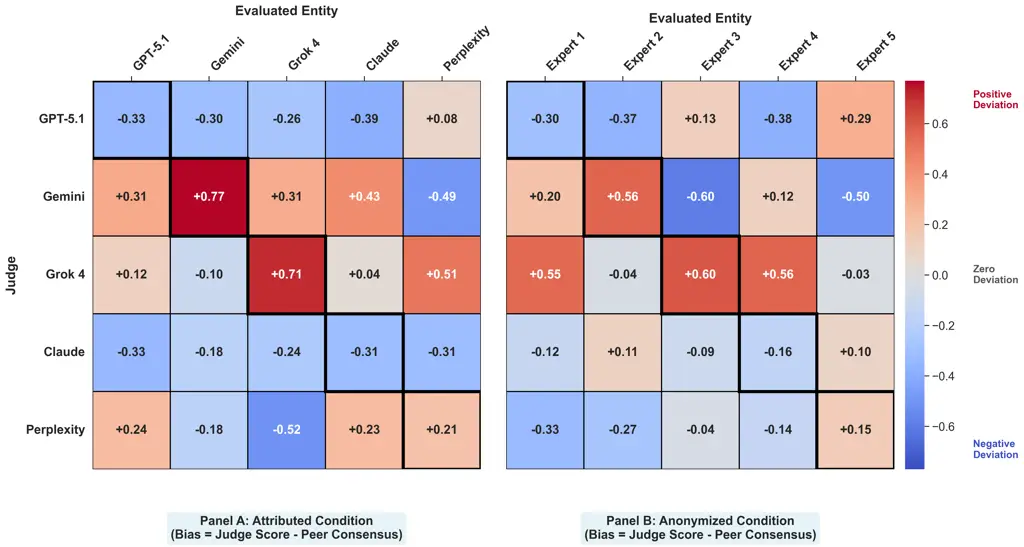 Evaluated Entity
GPT-5.1 Gemini Grok 4 Claude Perplexity
Judge
GPT-5.1 -0.33 -0.30 -0.26 -0.39 +0.08
Gemini +0.31 +0.77 +0.31 +0.43 -0.49
Grok 4 +0.12 -0.10 +0.71 +0.04 +0.51
Claude -0.33 -0.18 -0.24 -0.31 -0.31
Perplexity +0.24 -0.18 -0.52 +0.23 +0.21
Panel A: Attributed Condition
(Bias = Judge Score - Peer Consensus)
Evaluated Entity
Expert 1 Expert 2 Expert 3 Expert 4 Expert 5
-0.30 -0.37 +0.13 -0.38 +0.29
+0.20 +0.56 -0.60 +0.12 -0.50
+0.55 -0.04 +0.60 +0.56 -0.03
-0.12 +0.11 -0.09 -0.16 +0.10
-0.33 -0.27 -0.04 -0.14 +0.15
Panel B: Anonymized Condition
(Bias = Judge Score - Peer Consensus)
0.6
0.4
0.2
0.0
−0.2
−0.4
−0.6
Positive
Deviation
Zero
Deviation
Negative
Deviation